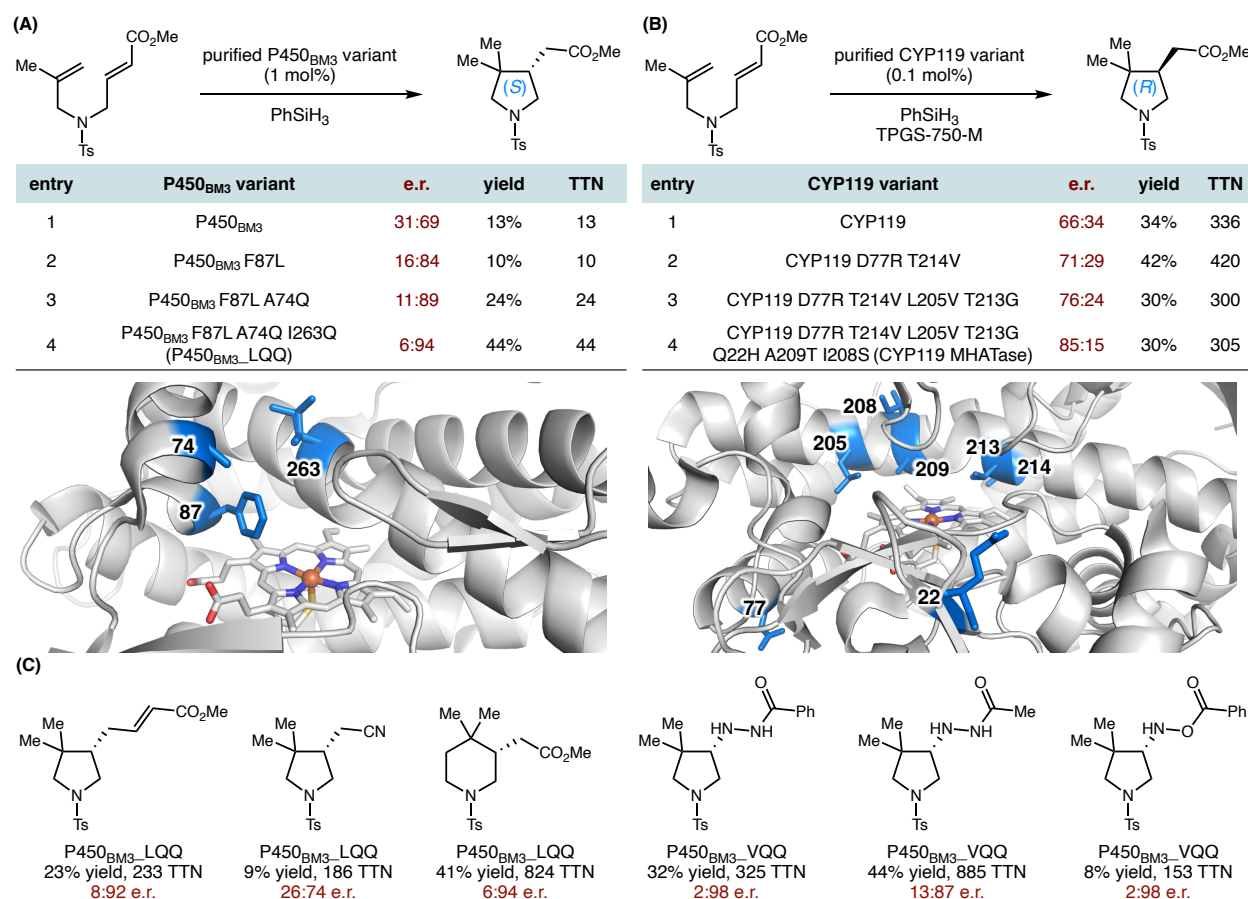 (A)
CO2Me
Me
N
Ts
purified P450BM3 variant
(1 mol%)
PhSiH3
Me
Me
CO2Me
(S)
N
Ts
entry P450BM3 variant e.r. yield TTN
1 P450BM3 31:69 13% 13
2 P450BM3 F87L 16:84 10% 10
3 P450BM3 F87L A74Q 11:89 24% 24
4 P450BM3 F87L A74Q I263Q (P450BM3_LQQ) 6:94 44% 44
74
263
87
(B)
CO2Me
Me
N
Ts
purified CYP119 variant
(0.1 mol%)
PhSiH3
TPGS-750-M
Me
Me
CO2Me
(R)
N
Ts
entry CYP119 variant e.r. yield TTN
1 CYP119 66:34 34% 336
2 CYP119 D77R T214V 71:29 42% 420
3 CYP119 D77R T214V L205V T213G 76:24 30% 300
CYP119 D77R T214V L205V T213G
4 Q22H A209T I208S (CYP119 MHATase) 85:15 30% 305
208
205
213
209
214
77
22
(C)
Me
Me
CO2Me
N
Ts
P450BM3_LQQ
23% yield, 233 TTN
8:92 e.r.
Me
Me
CN
N
Ts
P450BM3_LQQ
9% yield, 186 TTN
26:74 e.r.
Me
Me
CO2Me
N
Ts
P450BM3_LQQ
41% yield, 824 TTN
6:94 e.r.
O
HN
NH
Ph
Me
Me
N
Ts
P450BM3_VQQ
32% yield, 325 TTN
2:98 e.r.
O
HN
NH
Me
Me
Me
N
Ts
P450BM3_VQQ
44% yield, 885 TTN
13:87 e.r.
O
HN
O
Ph
Me
Me
N
Ts
P450BM3_VQQ
8% yield, 153 TTN
2:98 e.r.